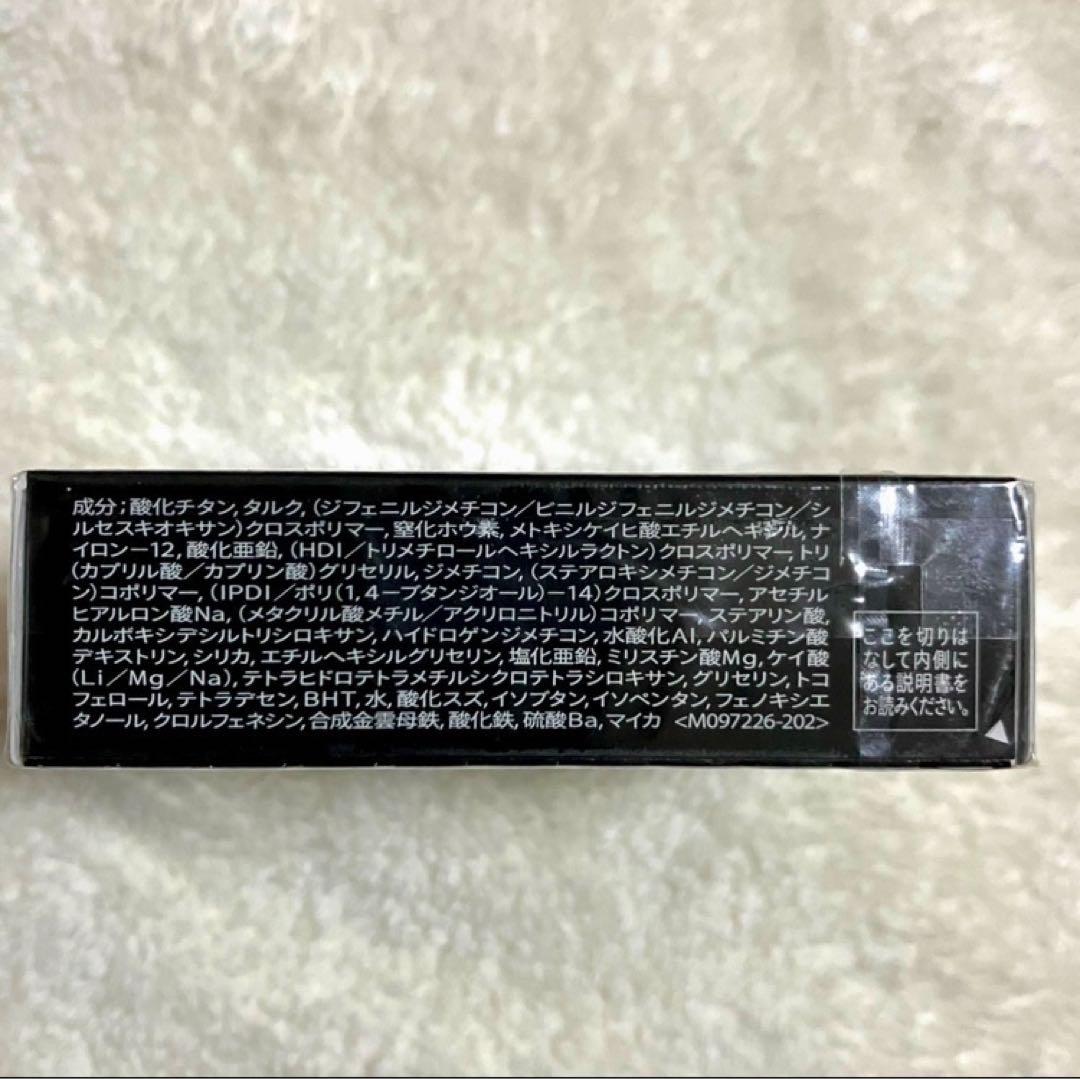 成分；酸化チタン，タルク，(ジフェニルジメチコン／ビニルジフェニルジメチコン／シ
ルセスキオキサン)クロスポリマー，窒化ホウ素，メトキシケイヒ酸エチルヘキシル，ナ
イロン－12，酸化亜鉛，(HDI／トリメチロールヘキシルラクトン)クロスポリマー，トリ
(カプリル酸／カプリン酸)グリセリル，ジメチコン，(ステアロキシメチコン／ジメチコ
ン)コポリマー，(IPDI／ポリ(1,4－ブタンジオール)－14)クロスポリマー，アセチル
ヒアルロン酸Na，(メタクリル酸メチル／アクリロニトリル)コポリマー，ステアリン酸，
カルボキシデシルトリシロキサン，ハイドロゲンジメチコン，水酸化Al，パルミチン酸
デキストリン，シリカ，エチルヘキシルグリセリン，塩化亜鉛，ミリスチン酸Mg，ケイ酸
(Li／Mg／Na)，テトラヒドロテトラメチルシクロテトラシロキサン，グリセリン，トコ
フェロール，テトラデセン，BHT，水，酸化スズ，イソブタン，イソペンタン，フェノキシエ
タノール，クロルフェネシン，合成金雲母鉄，酸化鉄，硫酸Ba，マイカ <M097226-202>
ここを切りは
なして内側に
ある説明書を
お読みください。